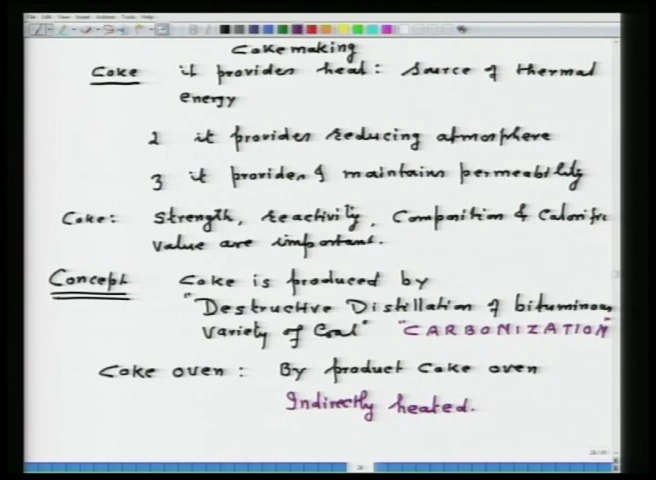 Cokemaking
Coke it provides heat: Source of thermal
energy
2 it provides reducing atmosphere
3 it provides & maintains permeability
Coke: Strength, reactivity, Composition & Calorific
value are important.
Concept Coke is produced by
"Destructive Distillation of bituminous
variety of Coal" "CARBONIZATION"
Coke oven: By product Coke oven
Indirectly heated.